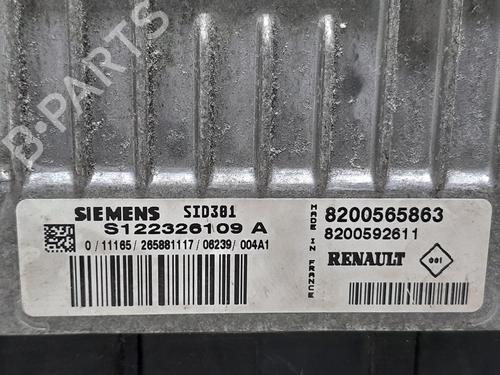 B-PARTS
SIEMENS SID301
S122326109 A
0/11165/265881117/06239/004A1
MADE IN FRANCE
8200565863
8200592611
RENAULT 001